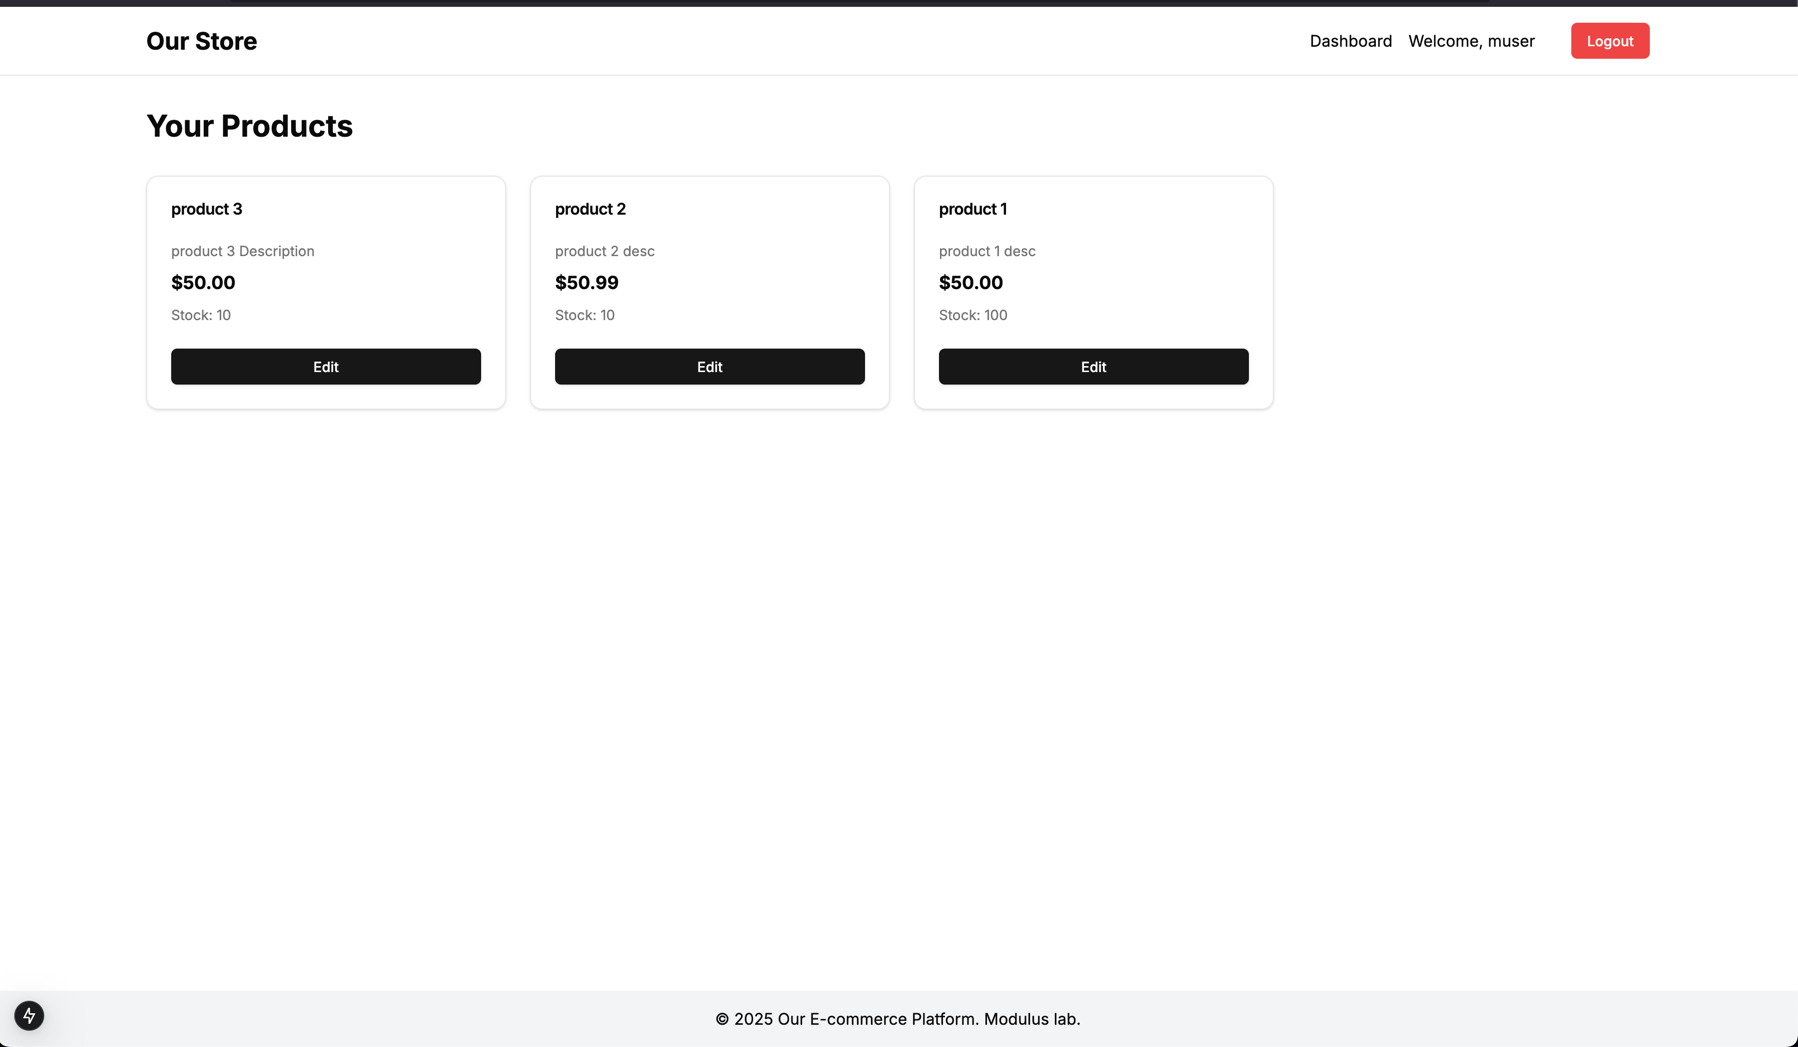 Our Store
Dashboard Welcome, muser Logout
Your Products
product 3
product 3 Description
$50.00
Stock: 10
Edit
product 2
product 2 desc
$50.99
Stock: 10
Edit
product 1
product 1 desc
$50.00
Stock: 100
Edit
© 2025 Our E-commerce Platform. Modulus lab.